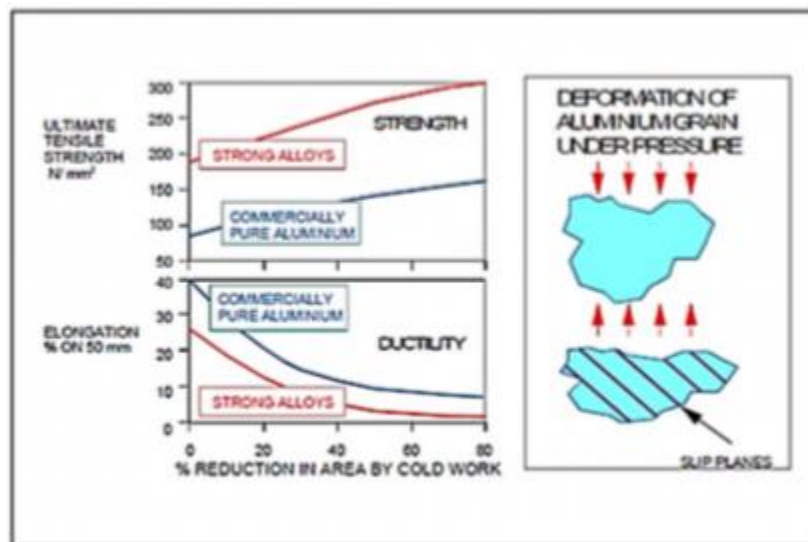 300
250
200
150
100
50
ULTIMATE
TENSILE
STRENGTH
N/ mm²
STRENGTH
STRONG ALLOYS
COMMERCIALLY
PURE ALUMINIUM
40
30
20
10
0
ELONGATION
% ON 50 mm
COMMERCIALLY
PURE ALUMINIUM
DUCTILITY
STRONG ALLOYS
0 20 40 60 80
% REDUCTION IN AREA BY COLD WORK
DEFORMATION OF
ALUMINIUM GRAIN
UNDER PRESSURE
SLIP PLANES